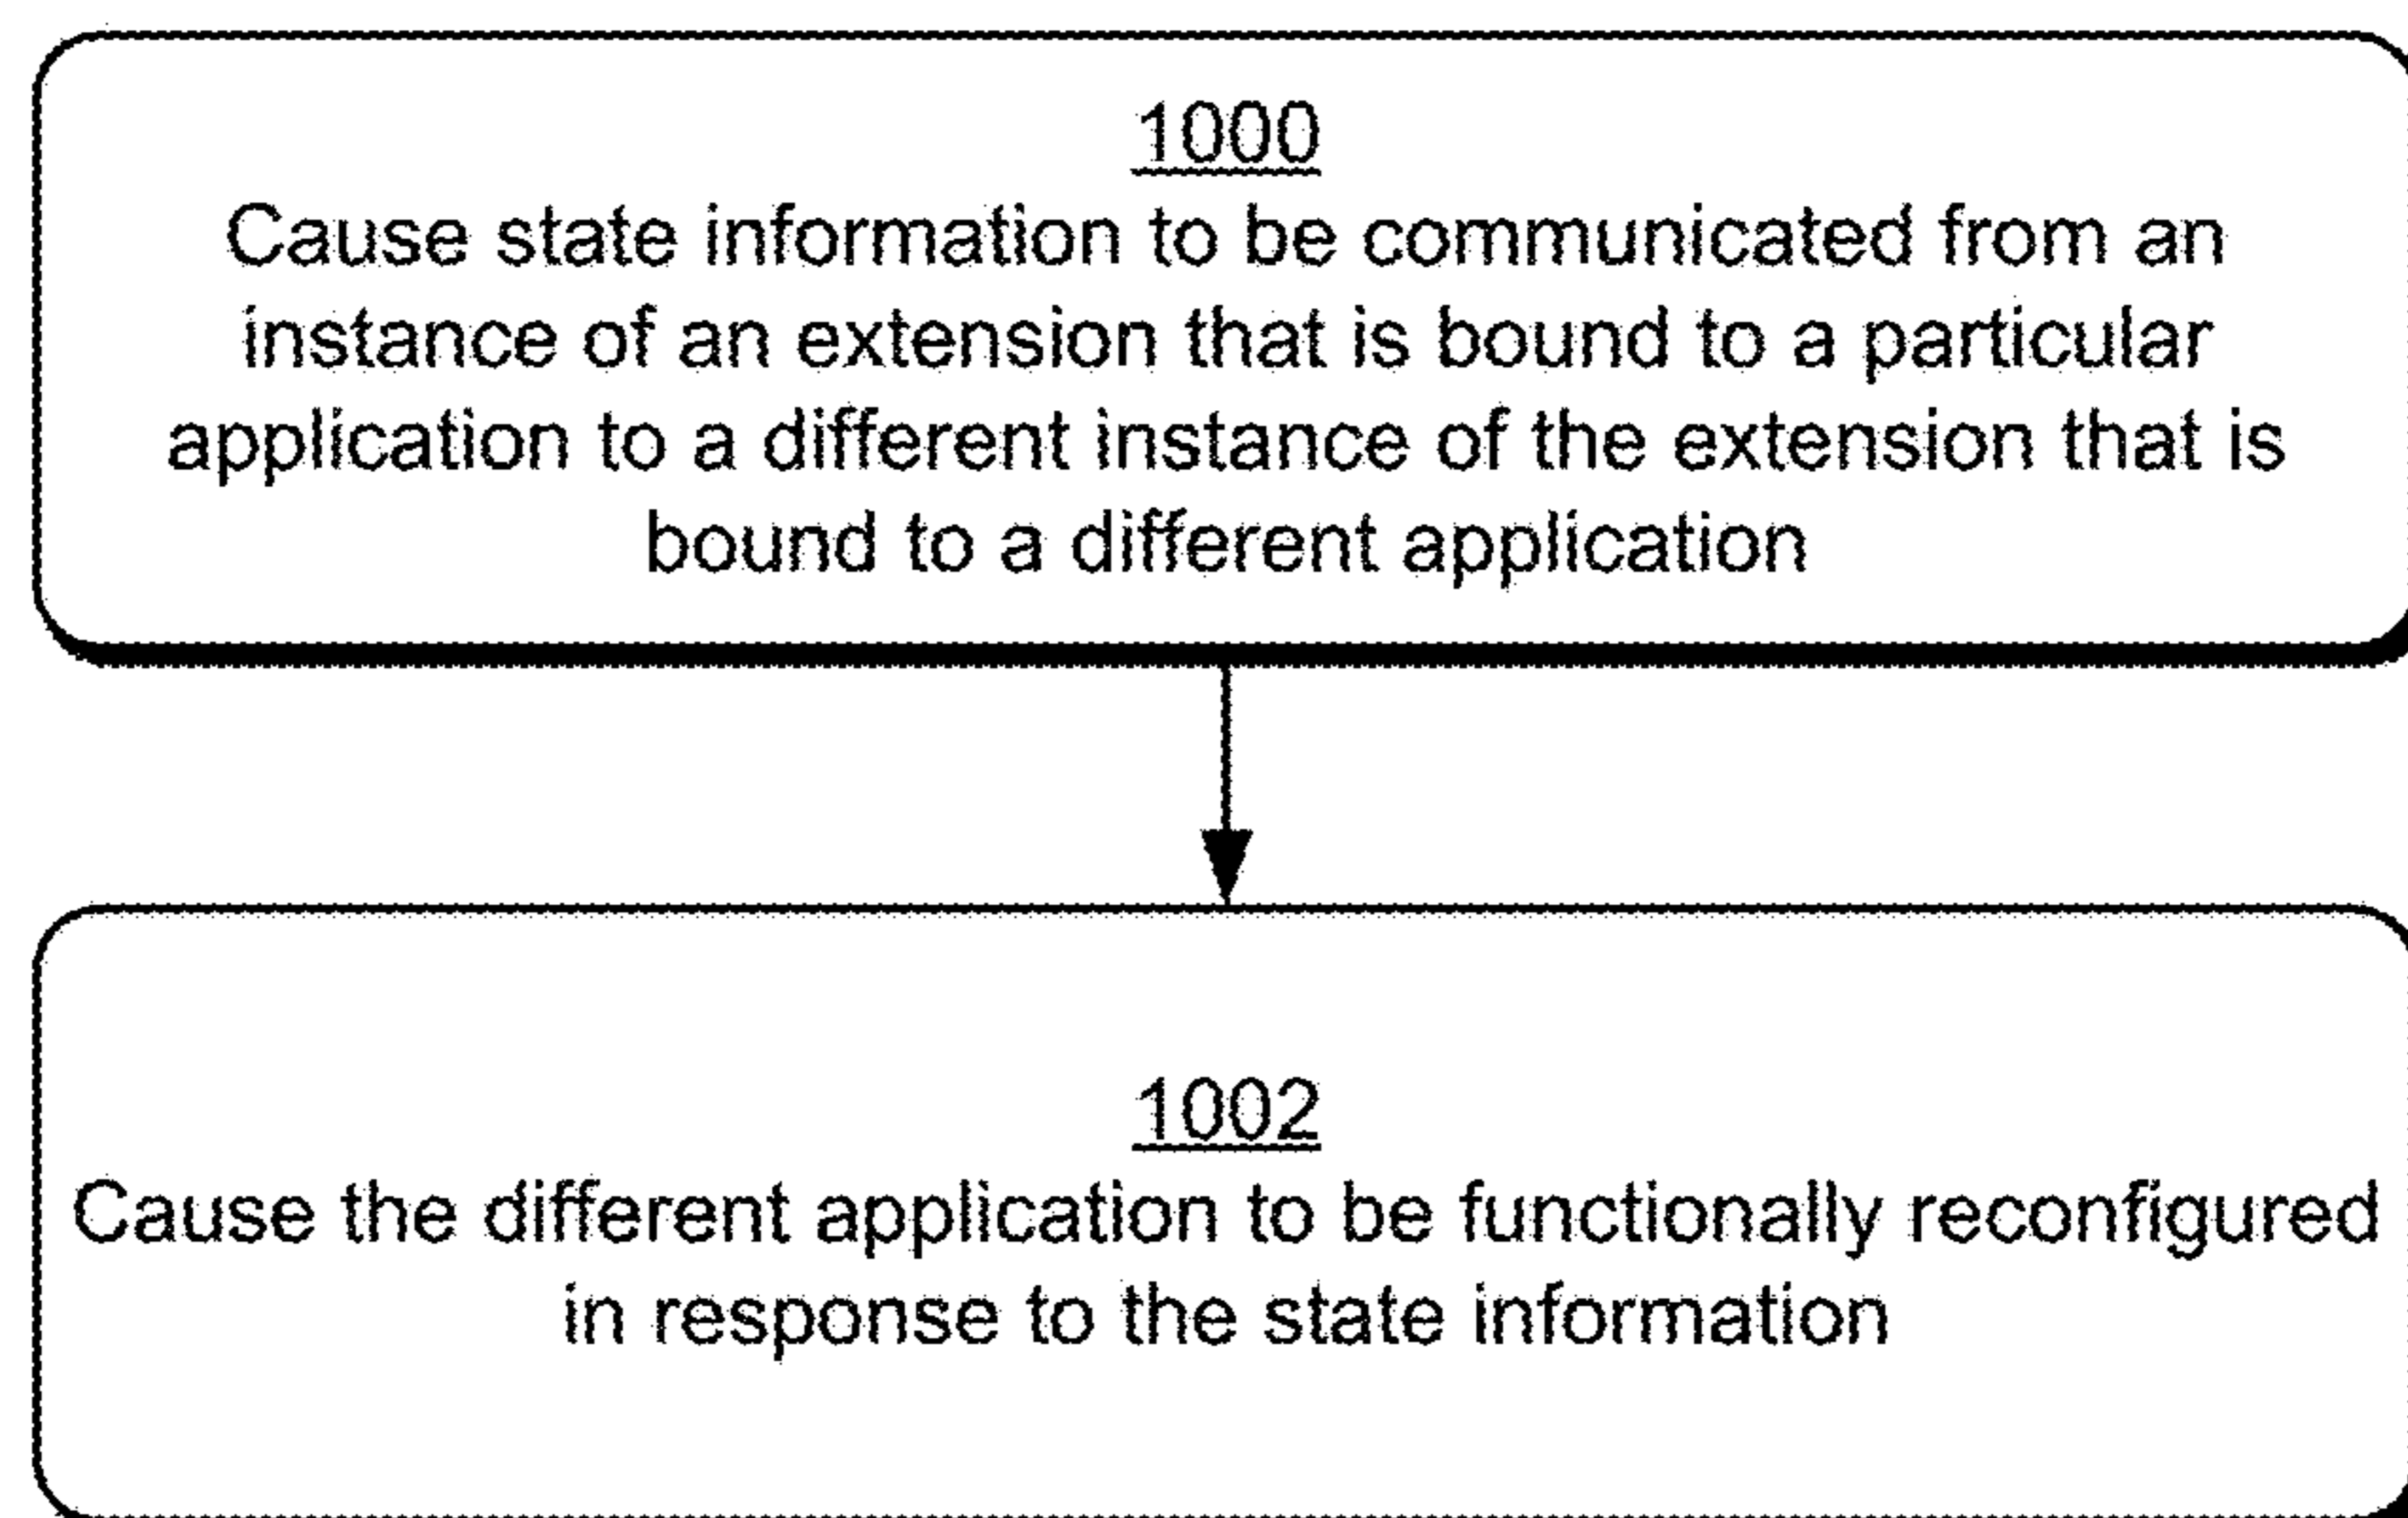 1000
Cause state information to be communicated from an
instance of an extension that is bound to a particular
application to a different instance of the extension that is
bound to a different application
1002
Cause the different application to be functionally reconfigured
in response to the state information